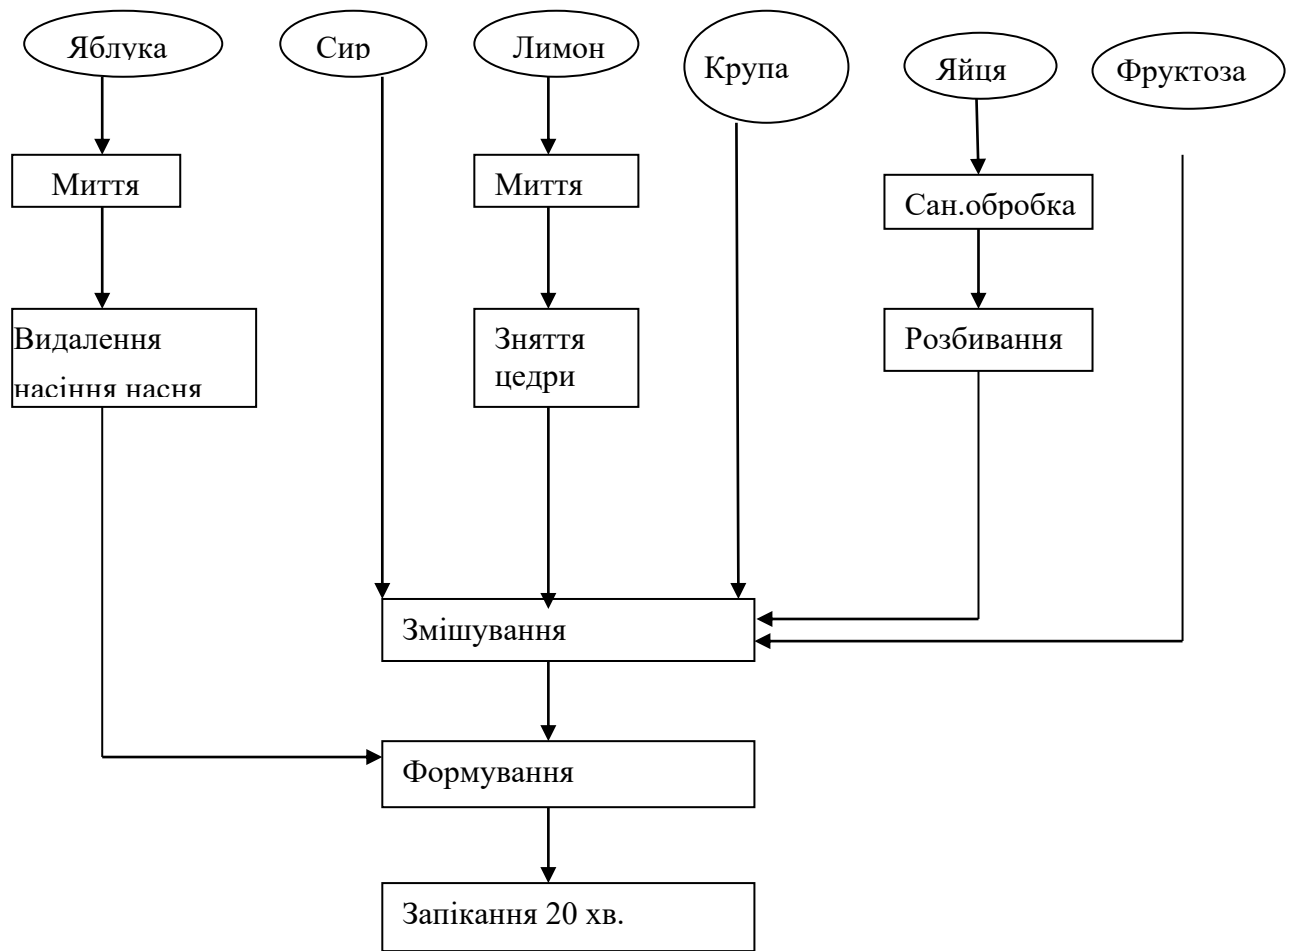 Яблука
Сир
Лимон
Крупа
Яйця
Фруктоза
Миття
Миття
Сан.обробка
Видалення
насіння насня
Зняття
цедри
Розбивання
Змішування
Формування
Запікання 20 хв.